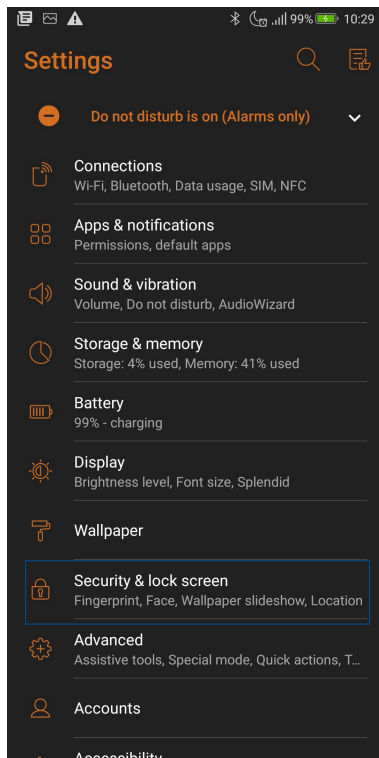 99% 10:29
Settings
Do not disturb is on (Alarms only)
Connections
Wi-Fi, Bluetooth, Data usage, SIM, NFC
Apps & notifications
Permissions, default apps
Sound & vibration
Volume, Do not disturb, AudioWizard
Storage & memory
Storage: 4% used, Memory: 41% used
Battery
99% - charging
Display
Brightness level, Font size, Splendid
Wallpaper
Security & lock screen
Fingerprint, Face, Wallpaper slideshow, Location
Advanced
Assistive tools, Special mode, Quick actions, T...
Accounts
Accessibility